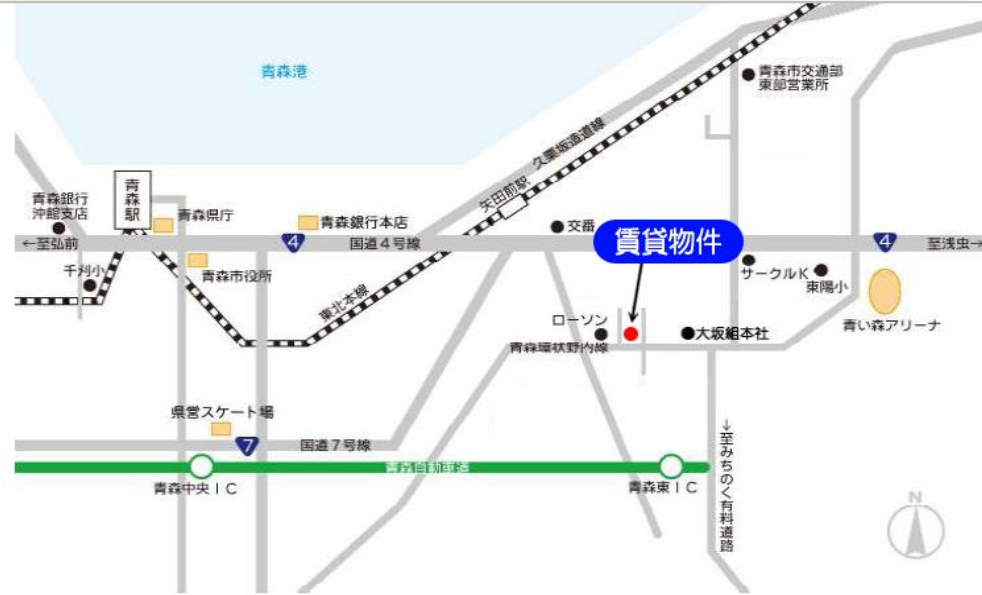 青森港
青森市交通部
東部営業所
久栗坂造道線
矢田前駅
青森駅
青森銀行
沖館支店
青森県庁
青森銀行本店
交番
賃貸物件
←至弘前
4
国道4号線
4
至浅虫→
千刈小
青森市役所
サークルK
東陽小
東北本線
青い森アリーナ
ローソン
大坂組本社
青森環状野内線
県営スケート場
7
国道7号線
青森自動車道
青森中央IC
青森東IC
→至みちのく有料道路
N